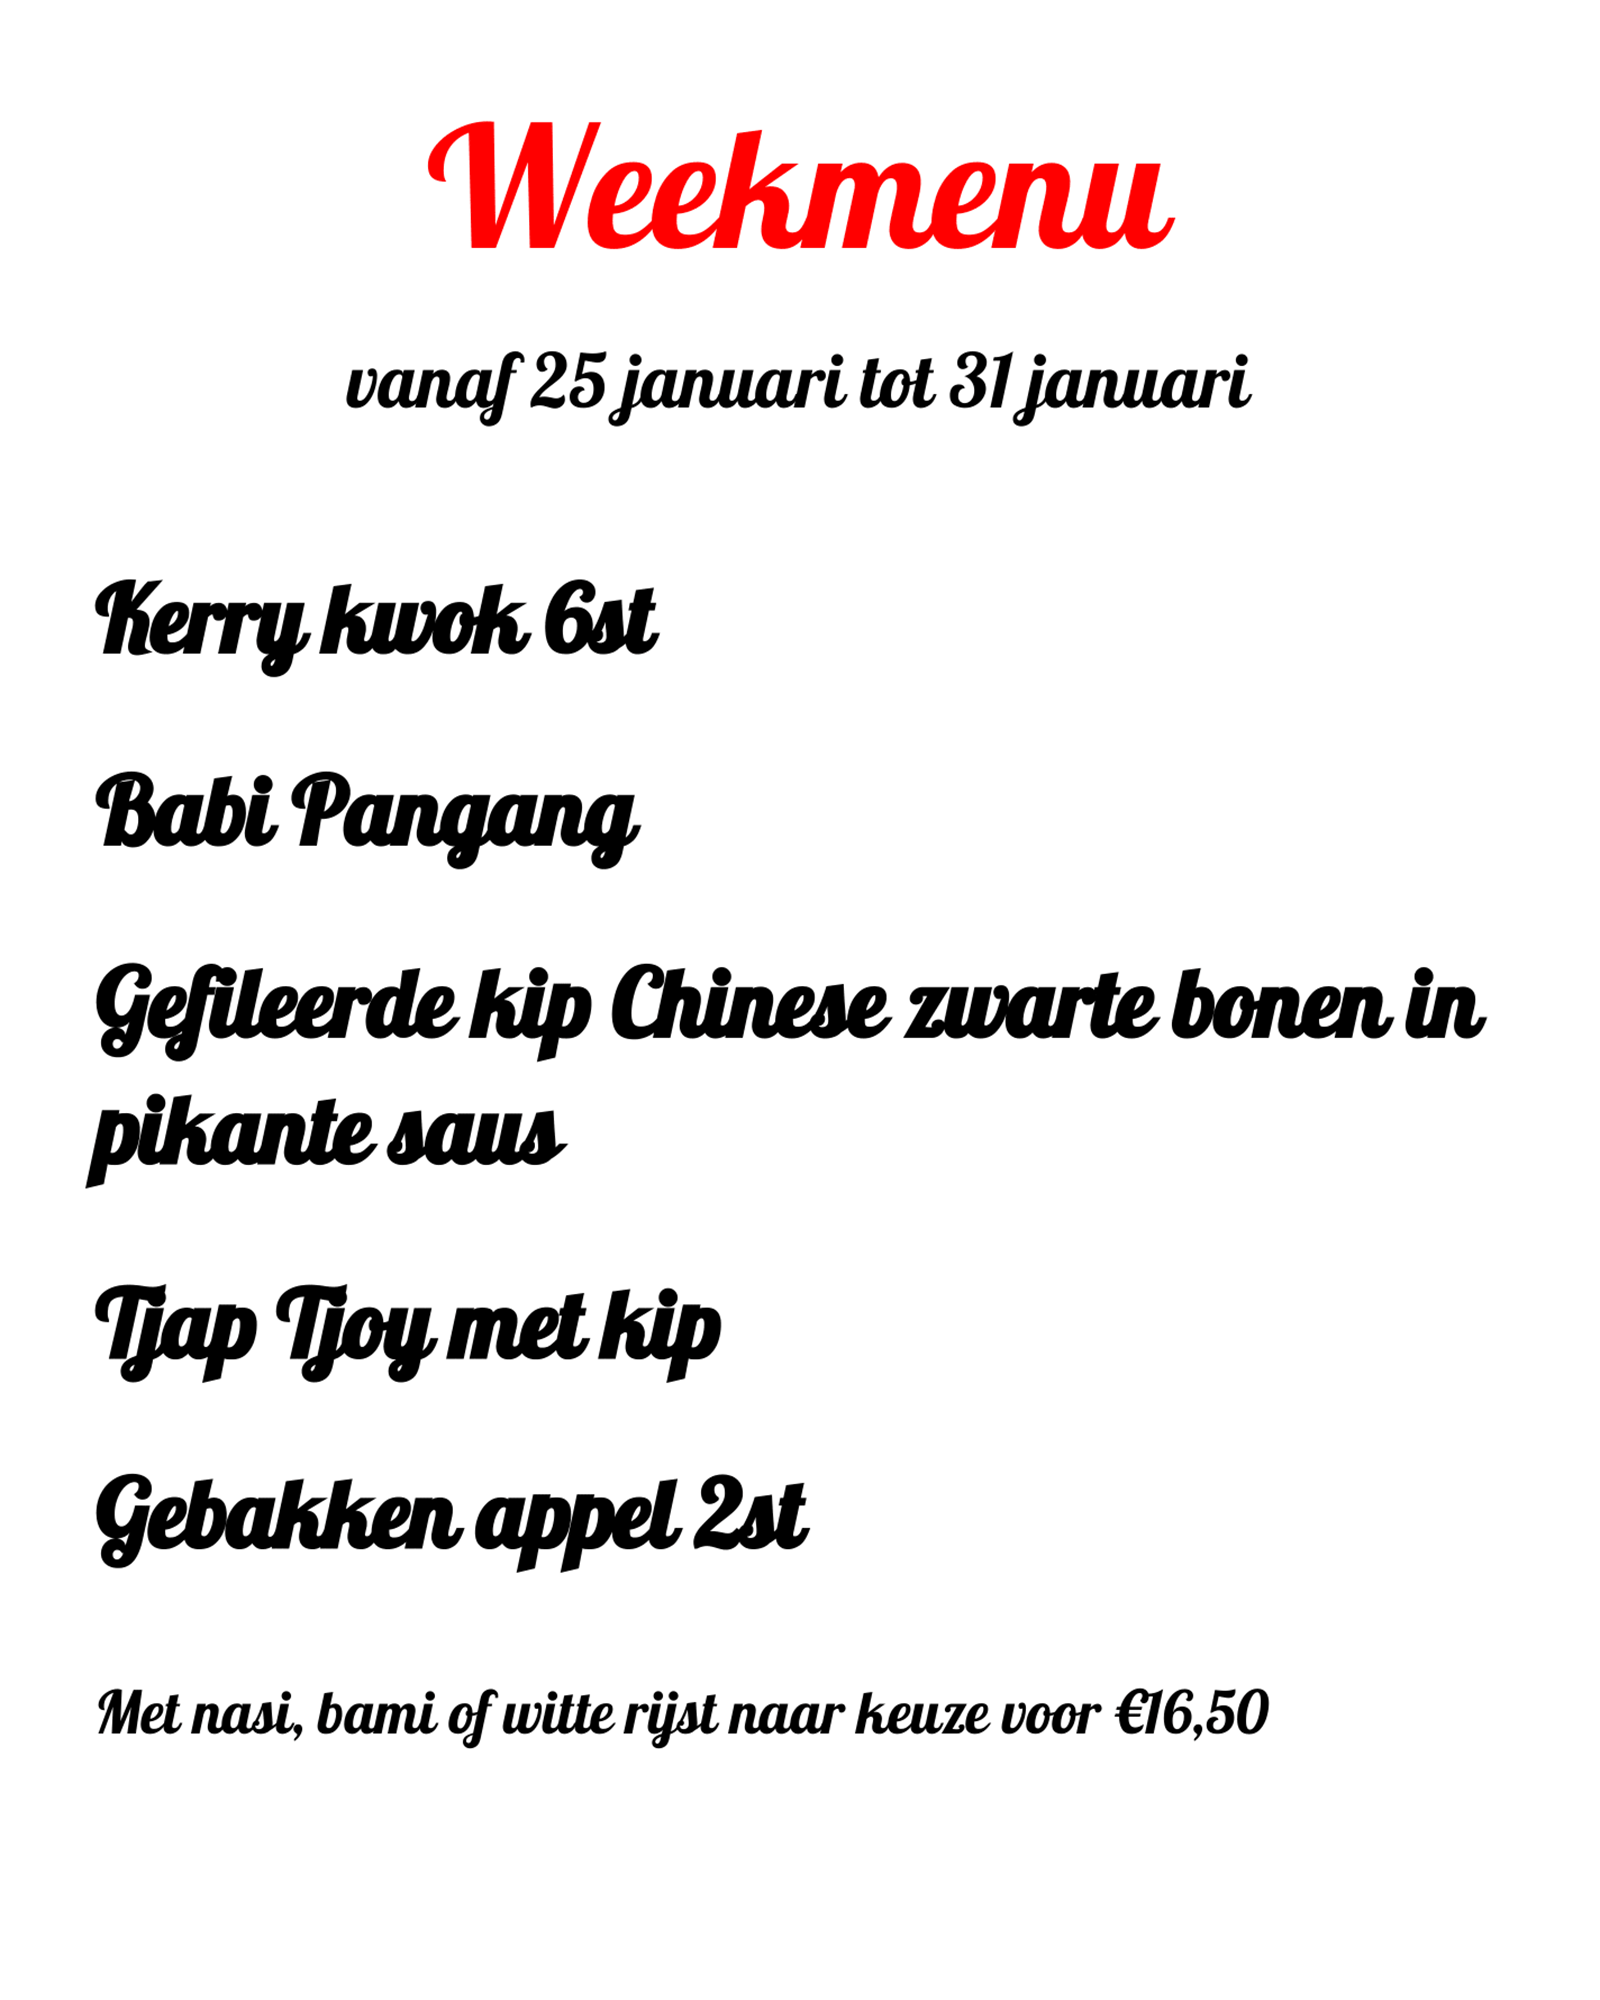 Weekmenu
vanaf 25 januari tot 31 januari
Kerry kwok 6st
Babi Pangang
Gefileerde kip Chinese zwarte bonen in
pikante saus
Tjap Tjoy met kip
Gebakken appel 2st
Met nasi, bami of witte rijst naar keuze voor €16,50